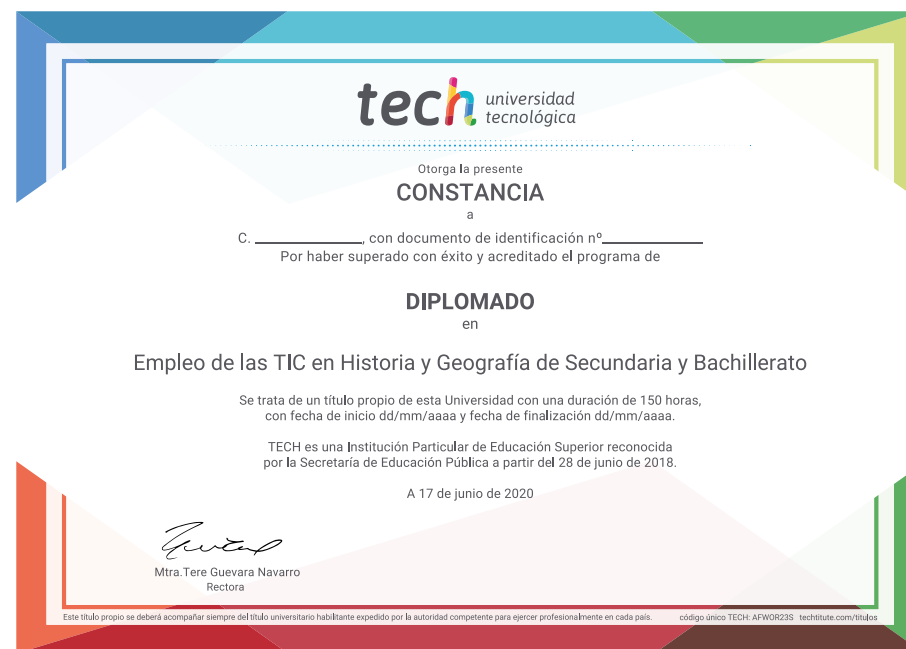 tech universidad
tecnológica
Otorga la presente
CONSTANCIA
a
C. ______________, con documento de identificación nº_____________
Por haber superado con éxito y acreditado el programa de
DIPLOMADO
en
Empleo de las TIC en Historia y Geografía de Secundaria y Bachillerato
Se trata de un título propio de esta Universidad con una duración de 150 horas,
con fecha de inicio dd/mm/aaaa y fecha de finalización dd/mm/aaaa.
TECH es una Institución Particular de Educación Superior reconocida
por la Secretaría de Educación Pública a partir del 28 de junio de 2018.
A 17 de junio de 2020
Mtra.Tere Guevara Navarro
Rectora
Este título propio se deberá acompañar siempre del título universitario habilitante expedido por la autoridad competente para ejercer profesionalmente en cada país. código único TECH: AFWOR23S techtitute.com/titulos